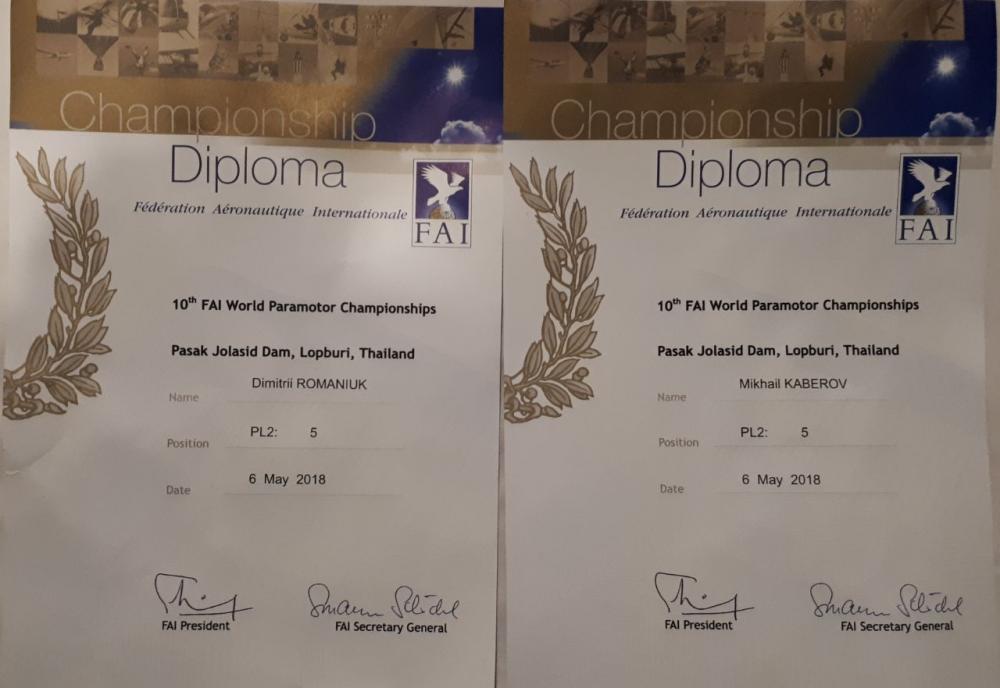 Championship
Diploma
Fédération Aéronautique Internationale
FAI
10th FAI World Paramotor Championships
Pasak Jolasid Dam, Lopburi, Thailand
Name Dimitrii ROMANIUK
Position PL2: 5
Date 6 May 2018
FAI President FAI Secretary General
Championship
Diploma
Fédération Aéronautique Internationale
FAI
10th FAI World Paramotor Championships
Pasak Jolasid Dam, Lopburi, Thailand
Name Mikhail KABEROV
Position PL2: 5
Date 6 May 2018
FAI President FAI Secretary General